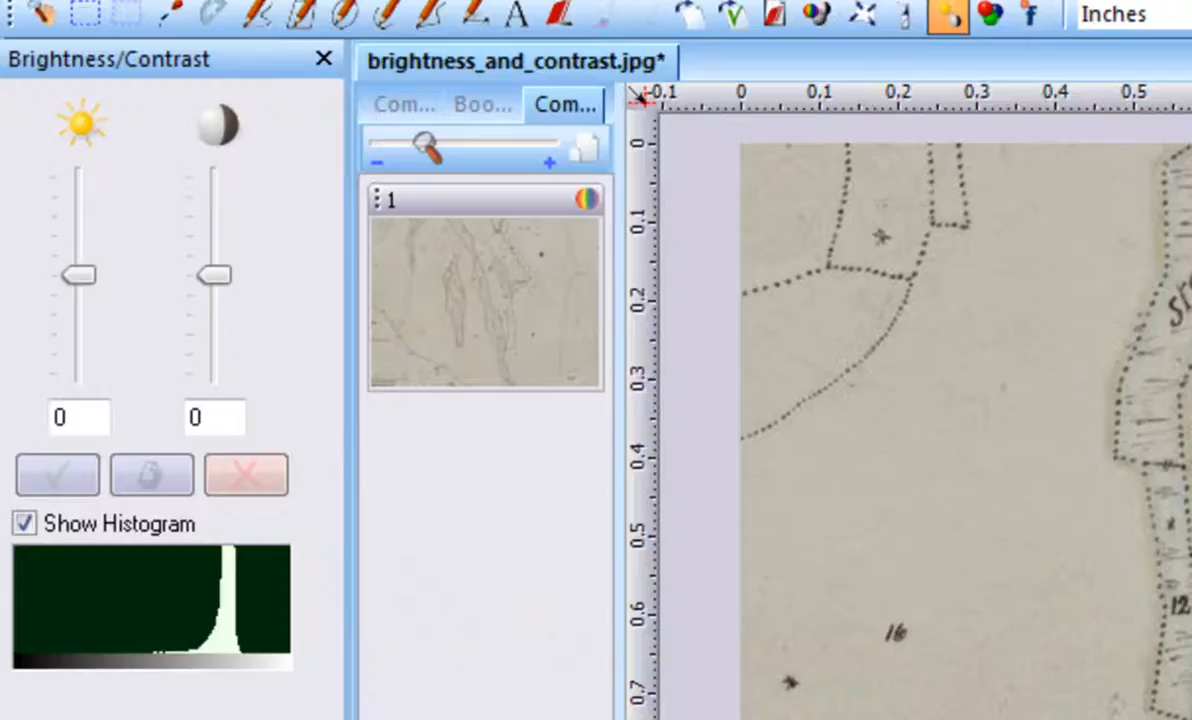 Inches
Brightness/Contrast
brightness_and_contrast.jpg*
Com... Boo... Com...
-0.1 0 0.1 0.2 0.3 0.4 0.5
1
0
0.1
0.2
0.3
0.4
0.5
0.6
0.7
0 0
Show Histogram
16
12